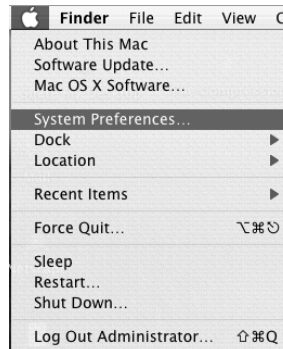 Finder File Edit View
About This Mac
Software Update...
Mac OS X Software...
System Preferences...
Dock
Location
Recent Items
Force Quit... ⌥⌘⎋
Sleep
Restart...
Shut Down...
Log Out Administrator... ⇧⌘Q